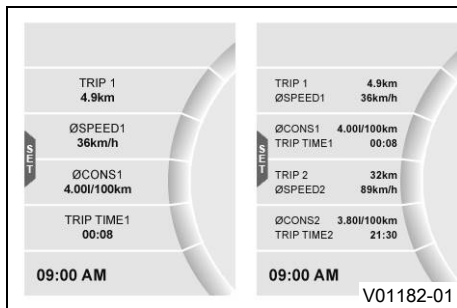 TRIP 1
4.9km
ØSPEED1
36km/h
ØCONS1
4.00l/100km
TRIP TIME1
00:08
SET
09:00 AM
TRIP 1 4.9km
ØSPEED1 36km/h
ØCONS1 4.00l/100km
TRIP TIME1 00:08
TRIP 2 32km
ØSPEED2 89km/h
ØCONS2 3.80l/100km
TRIP TIME2 21:30
SET
09:00 AM
V01182-01